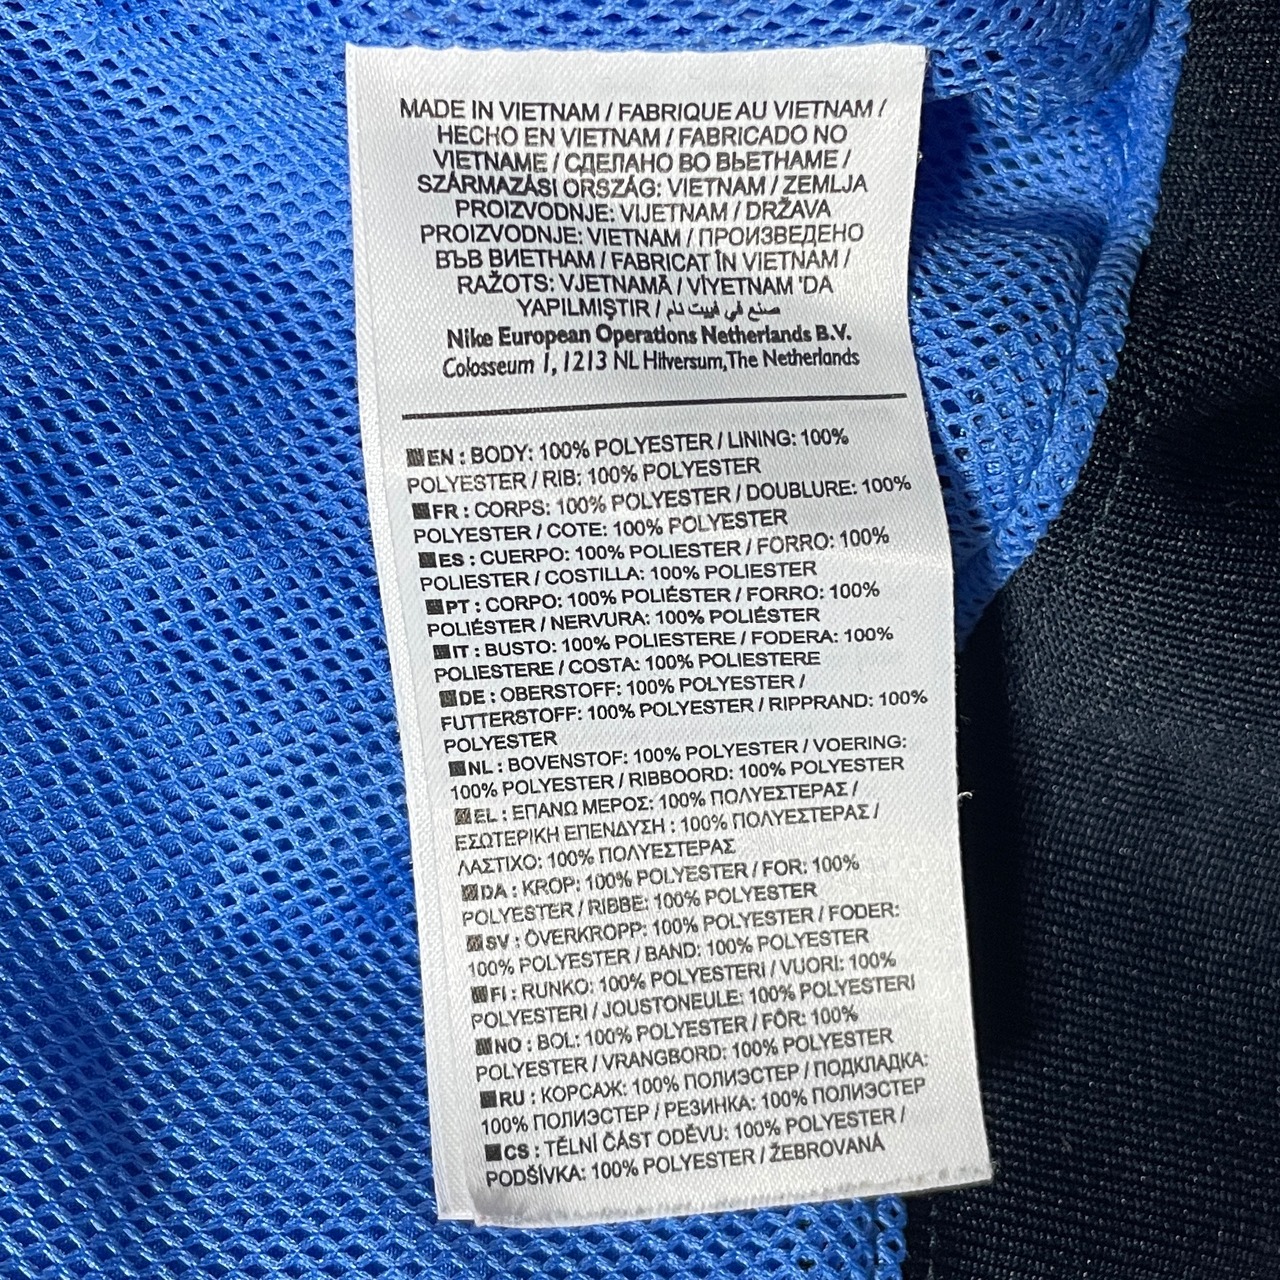 MADE IN VIETNAM / FABRIQUE AU VIETNAM /
HECHO EN VIETNAM / FABRICADO NO
VIETNAME / СДЕЛАНО ВО ВЬЕТНАМЕ /
SZÁRMAZÁSI ORSZÁG: VIETNAM / ZEMLJA
PROIZVODNJE: VIJETNAM / DRŽAVA
PROIZVODNJE: VIETNAM / ПРОИЗВЕДЕНО
ВЪВ ВИЕТНАМ / FABRICAT ÎN VIETNAM /
RAŽOTS: VJETNAMĀ / VİYETNAM 'DA
YAPILMIŞTIR / صنع في فييت نام
Nike European Operations Netherlands B.V.
Colosseum 1, 1213 NL Hilversum, The Netherlands
EN : BODY: 100% POLYESTER / LINING: 100%
POLYESTER / RIB: 100% POLYESTER
FR : CORPS: 100% POLYESTER / DOUBLURE: 100%
POLYESTER / COTE: 100% POLYESTER
ES : CUERPO: 100% POLIESTER / FORRO: 100%
POLIESTER / COSTILLA: 100% POLIESTER
PT : CORPO: 100% POLIÉSTER / FORRO: 100%
POLIÉSTER / NERVURA: 100% POLIÉSTER
IT : BUSTO: 100% POLIESTERE / FODERA: 100%
POLIESTERE / COSTA: 100% POLIESTERE
DE : OBERSTOFF: 100% POLYESTER /
FUTTERSTOFF: 100% POLYESTER / RIPPRAND: 100%
POLYESTER
NL : BOVENSTOF: 100% POLYESTER / VOERING:
100% POLYESTER / RIBBOORD: 100% POLYESTER
EL : ΕΠΑΝΩ ΜΕΡΟΣ: 100% ΠΟΛΥΕΣΤΕΡΑΣ /
ΕΣΩΤΕΡΙΚΗ ΕΠΕΝΔΥΣΗ : 100% ΠΟΛΥΕΣΤΕΡΑΣ /
ΛΑΣΤΙΧΟ: 100% ΠΟΛΥΕΣΤΕΡΑΣ
DA : KROP: 100% POLYESTER / FOR: 100%
POLYESTER / RIBBE: 100% POLYESTER
SV : ÖVERKROPP: 100% POLYESTER / FODER:
100% POLYESTER / BAND: 100% POLYESTER
FI : RUNKO: 100% POLYESTERI / VUORI: 100%
POLYESTERI / JOUSTONEULE: 100% POLYESTERI
NO : BOL: 100% POLYESTER / FÔR: 100%
POLYESTER / VRANGBORD: 100% POLYESTER
RU : КОРСАЖ: 100% ПОЛИЭСТЕР / ПОДКЛАДКА:
100% ПОЛИЭСТЕР / РЕЗИНКА: 100% ПОЛИЭСТЕР
CS : TĚLNÍ ČÁST ODĚVU: 100% POLYESTER /
PODŠÍVKA: 100% POLYESTER / ŽEBROVANÁ